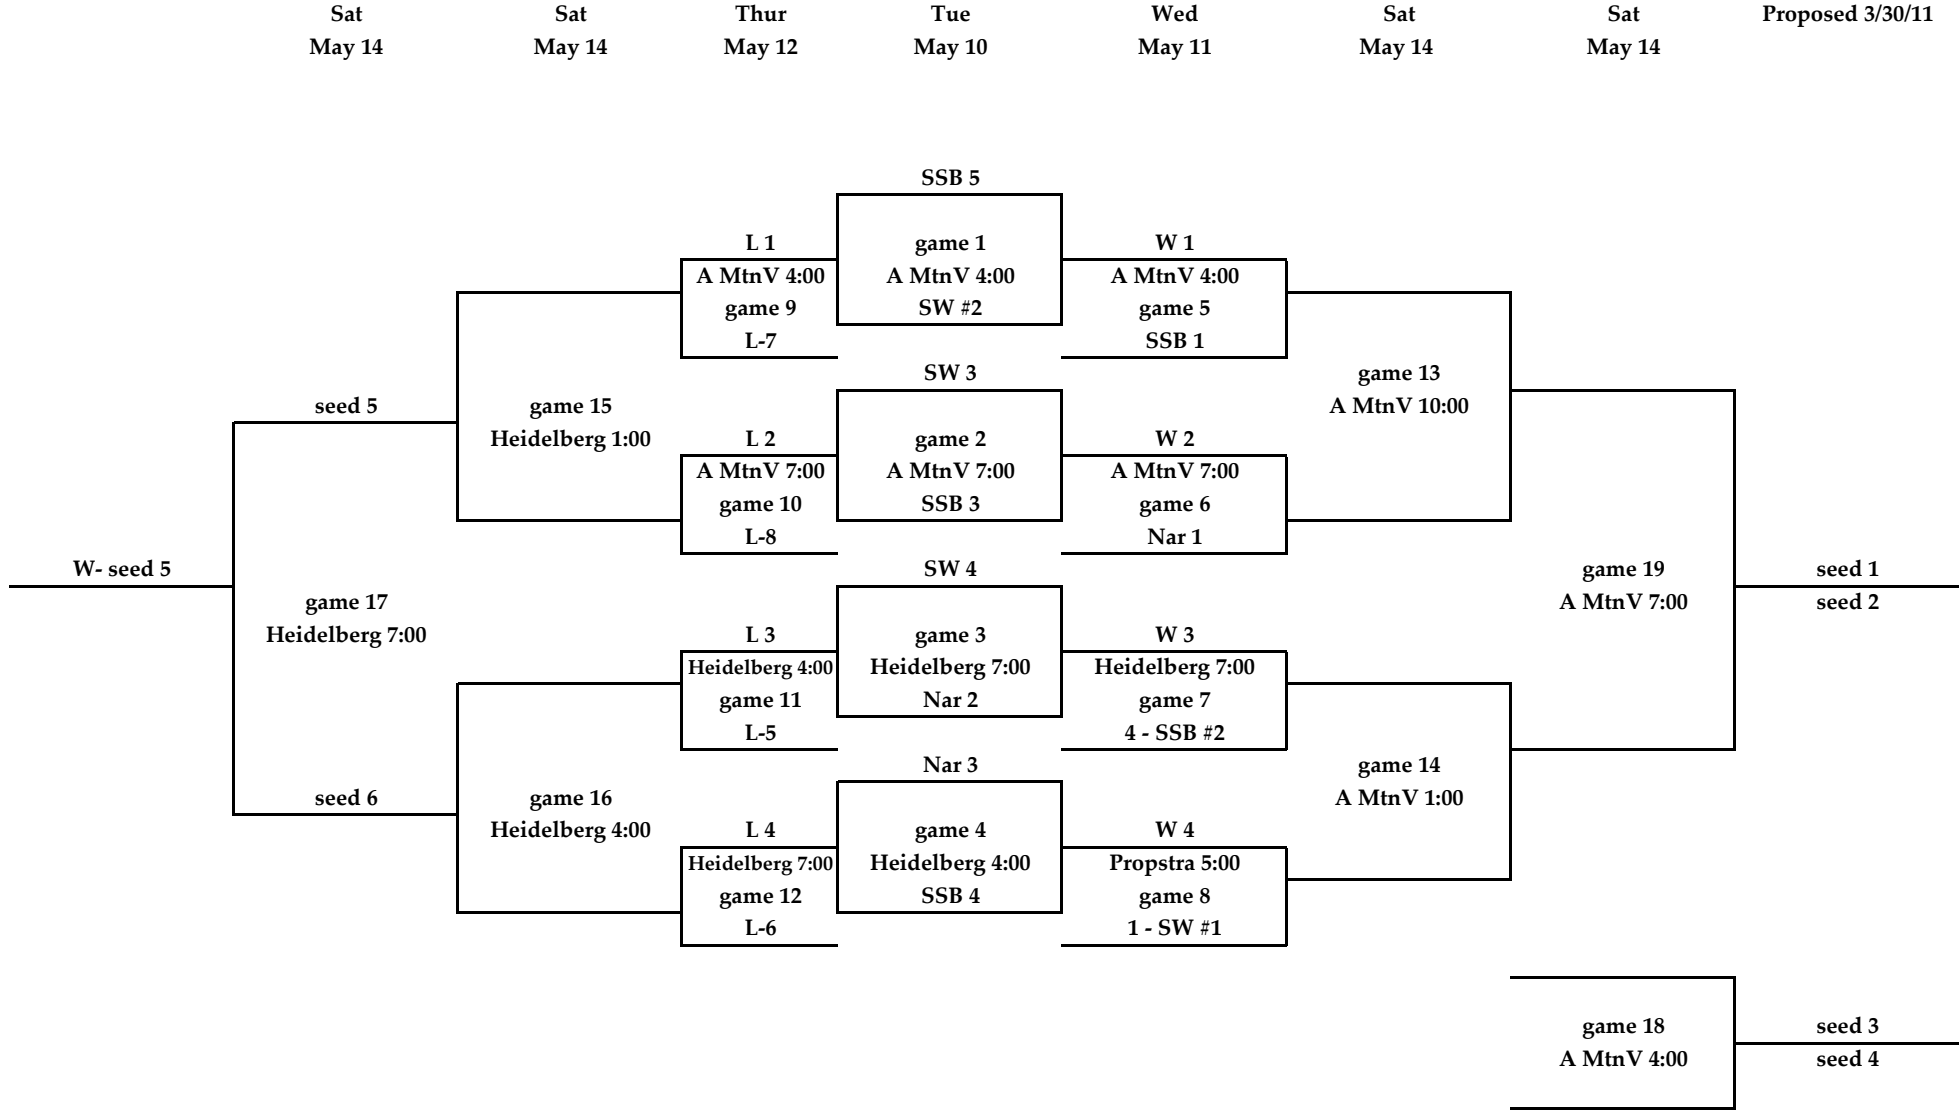 Sat Sat Thur Tue Wed Sat Sat Proposed 3/30/11
May 14 May 14 May 12 May 10 May 11 May 14 May 14
SSB 5
L 1 game 1 W 1
A MtnV 4:00 A MtnV 4:00 A MtnV 4:00
game 9 SW #2 game 5
L-7 SSB 1
SW 3 game 13
seed 5 game 15 A MtnV 10:00
Heidelberg 1:00 L 2 game 2 W 2
A MtnV 7:00 A MtnV 7:00 A MtnV 7:00
game 10 SSB 3 game 6
L-8 Nar 1
W- seed 5 SW 4 game 19 seed 1
game 17 A MtnV 7:00 seed 2
Heidelberg 7:00 L 3 game 3 W 3
Heidelberg 4:00 Heidelberg 7:00 Heidelberg 7:00
game 11 Nar 2 game 7
L-5 4 - SSB #2
Nar 3 game 14
seed 6 game 16 A MtnV 1:00
Heidelberg 4:00 L 4 game 4 W 4
Heidelberg 7:00 Heidelberg 4:00 Propstra 5:00
game 12 SSB 4 game 8
L-6 1 - SW #1
game 18 seed 3
A MtnV 4:00 seed 4